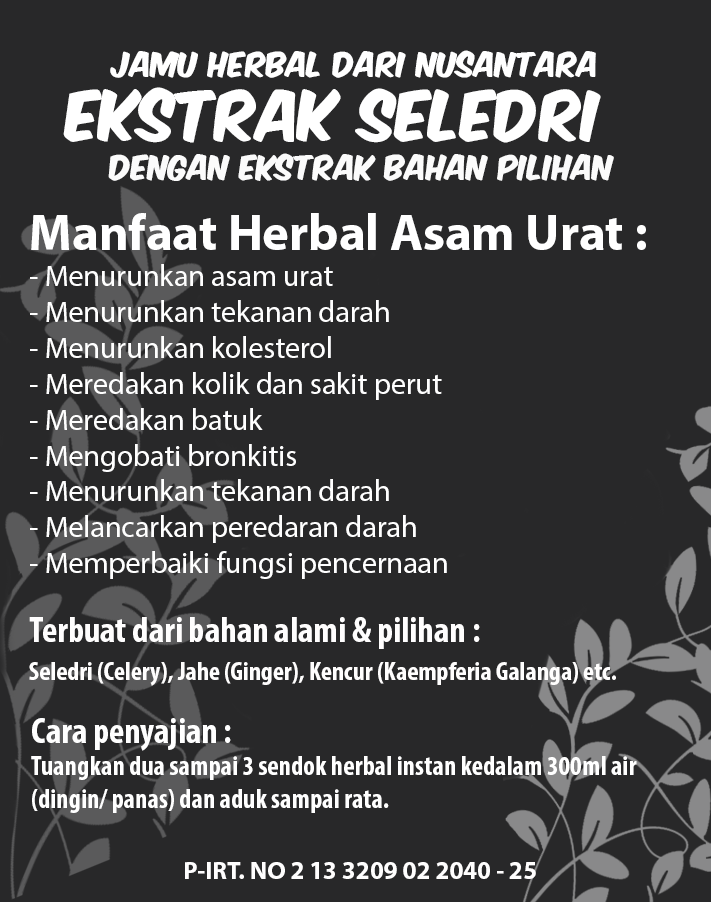 JAMU HERBAL DARI NUSANTARA
EKSTRAK SELEDRI
DENGAN EKSTRAK BAHAN PILIHAN
Manfaat Herbal Asam Urat :
- Menurunkan asam urat
- Menurunkan tekanan darah
- Menurunkan kolesterol
- Meredakan kolik dan sakit perut
- Meredakan batuk
- Mengobati bronkitis
- Menurunkan tekanan darah
- Melancarkan peredaran darah
- Memperbaiki fungsi pencernaan
Terbuat dari bahan alami & pilihan :
Seledri (Celery), Jahe (Ginger), Kencur (Kaempferia Galanga) etc.
Cara penyajian :
Tuangkan dua sampai 3 sendok herbal instan kedalam 300ml air
(dingin/ panas) dan aduk sampai rata.
P-IRT. NO 2 13 3209 02 2040 - 25